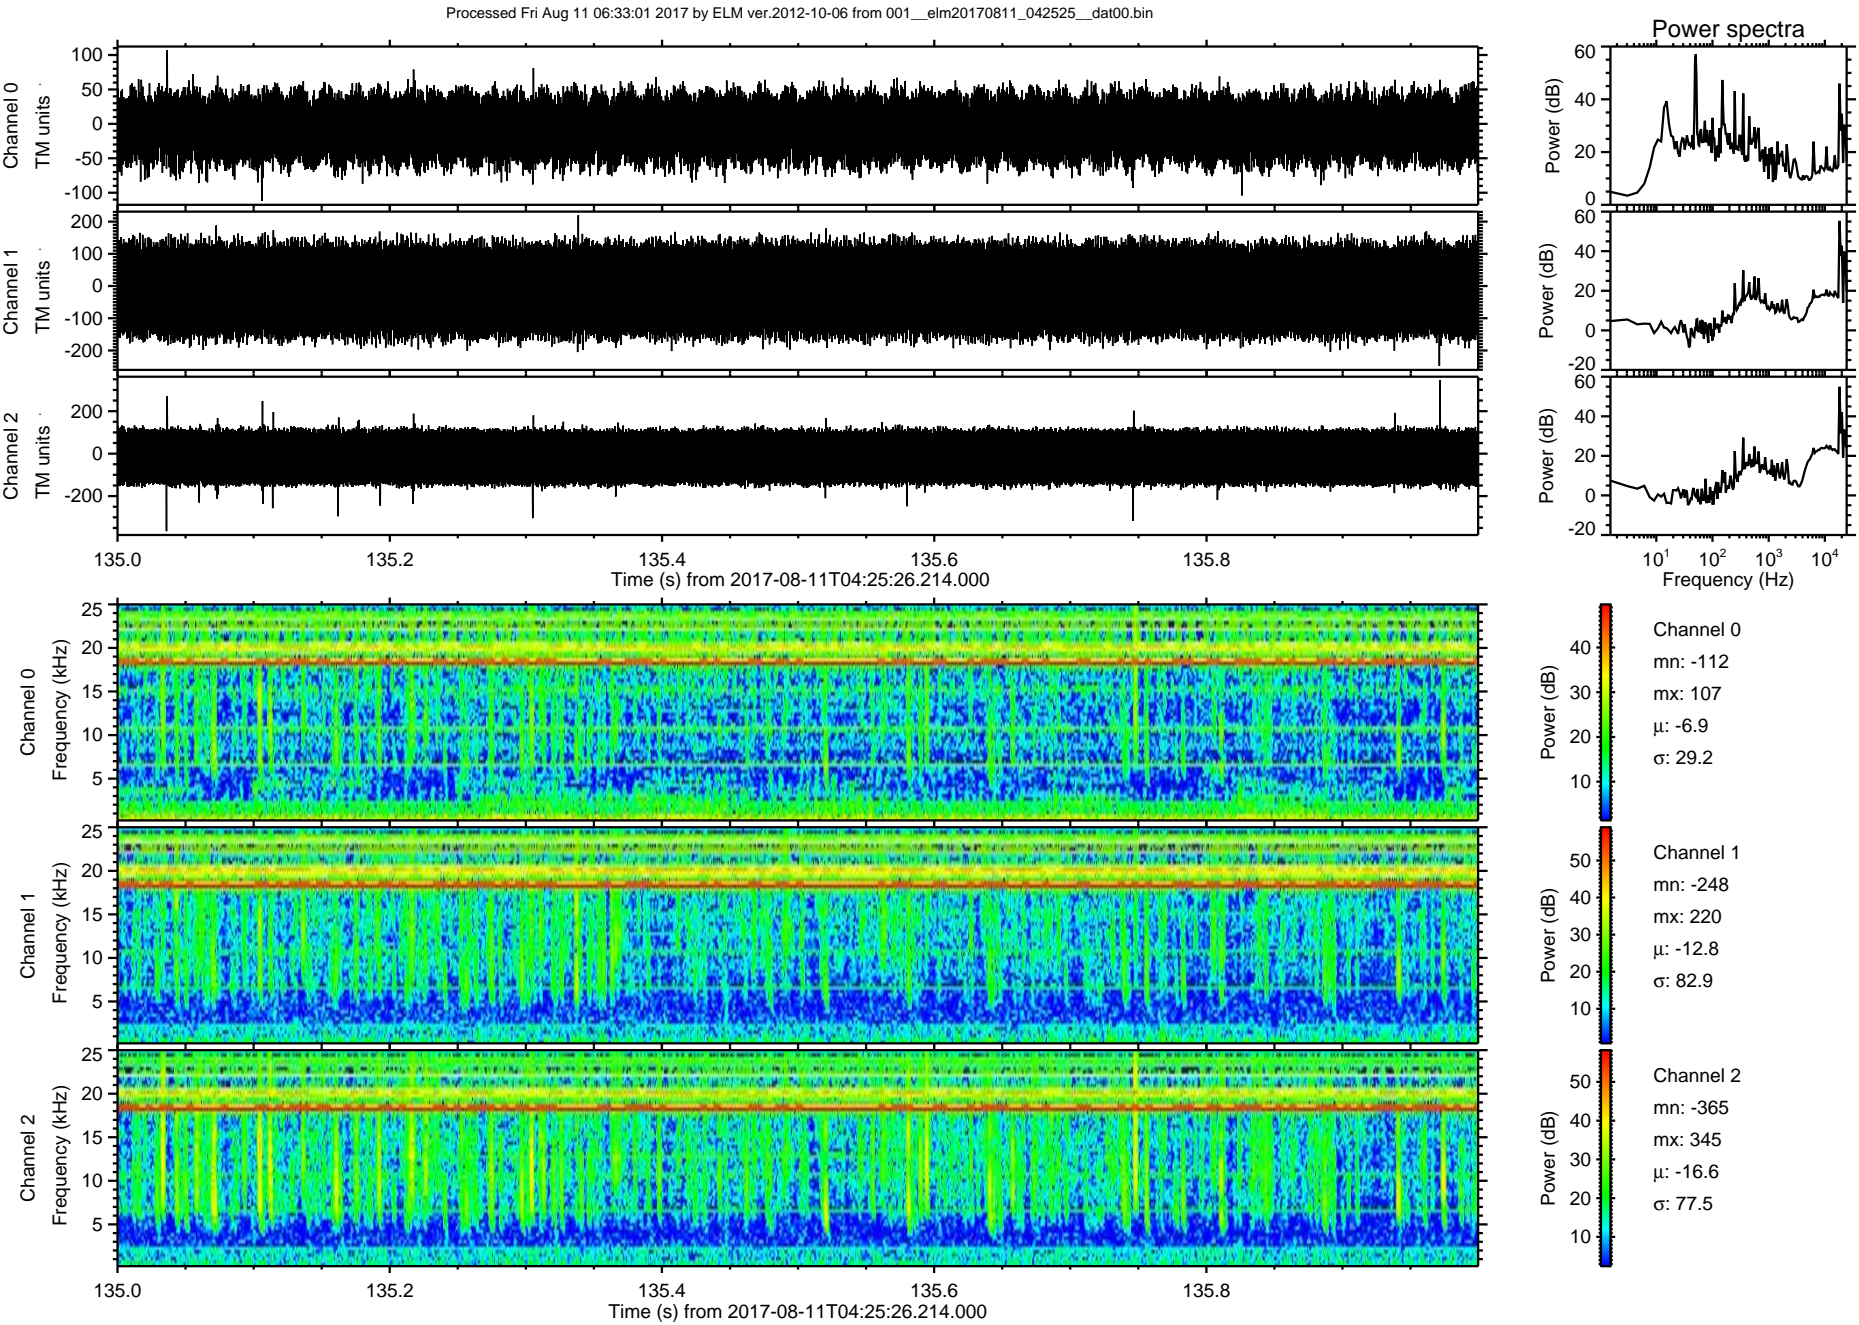 Processed Fri Aug 11 06:33:01 2017 by ELM ver.2012-10-06 from 001__elm20170811_042525__dat00.bin
Power spectra
Channel 0
TM units
100
50
0
-50
-100
Power (dB)
60
40
20
0
Channel 1
TM units
200
100
0
-100
-200
Power (dB)
60
40
20
0
-20
Channel 2
TM units
200
0
-200
Power (dB)
60
40
20
0
-20
135.0 135.2 135.4 135.6 135.8
Time (s) from 2017-08-11T04:25:26.214.000
10^1 10^2 10^3 10^4
Frequency (Hz)
Channel 0
Frequency (kHz)
25
20
15
10
5
Power (dB)
40
30
20
10
Channel 0
mn: -112
mx: 107
μ: -6.9
σ: 29.2
Channel 1
Frequency (kHz)
25
20
15
10
5
Power (dB)
50
40
30
20
10
Channel 1
mn: -248
mx: 220
μ: -12.8
σ: 82.9
Channel 2
Frequency (kHz)
25
20
15
10
5
Power (dB)
50
40
30
20
10
Channel 2
mn: -365
mx: 345
μ: -16.6
σ: 77.5
135.0 135.2 135.4 135.6 135.8
Time (s) from 2017-08-11T04:25:26.214.000